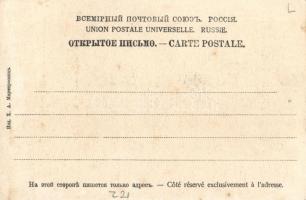 ВСЕМІРНЫЙ ПОЧТОВЫЙ СОЮЗЪ. РОССІЯ.
UNION POSTALE UNIVERSELLE. RUSSIE.
ОТКРЫТОЕ ПИСЬМО. — CARTE POSTALE.
Изд. Х. А.
На этой сторонѣ пишется только адресъ. — Côté réservé exclusivement à l'adresse.